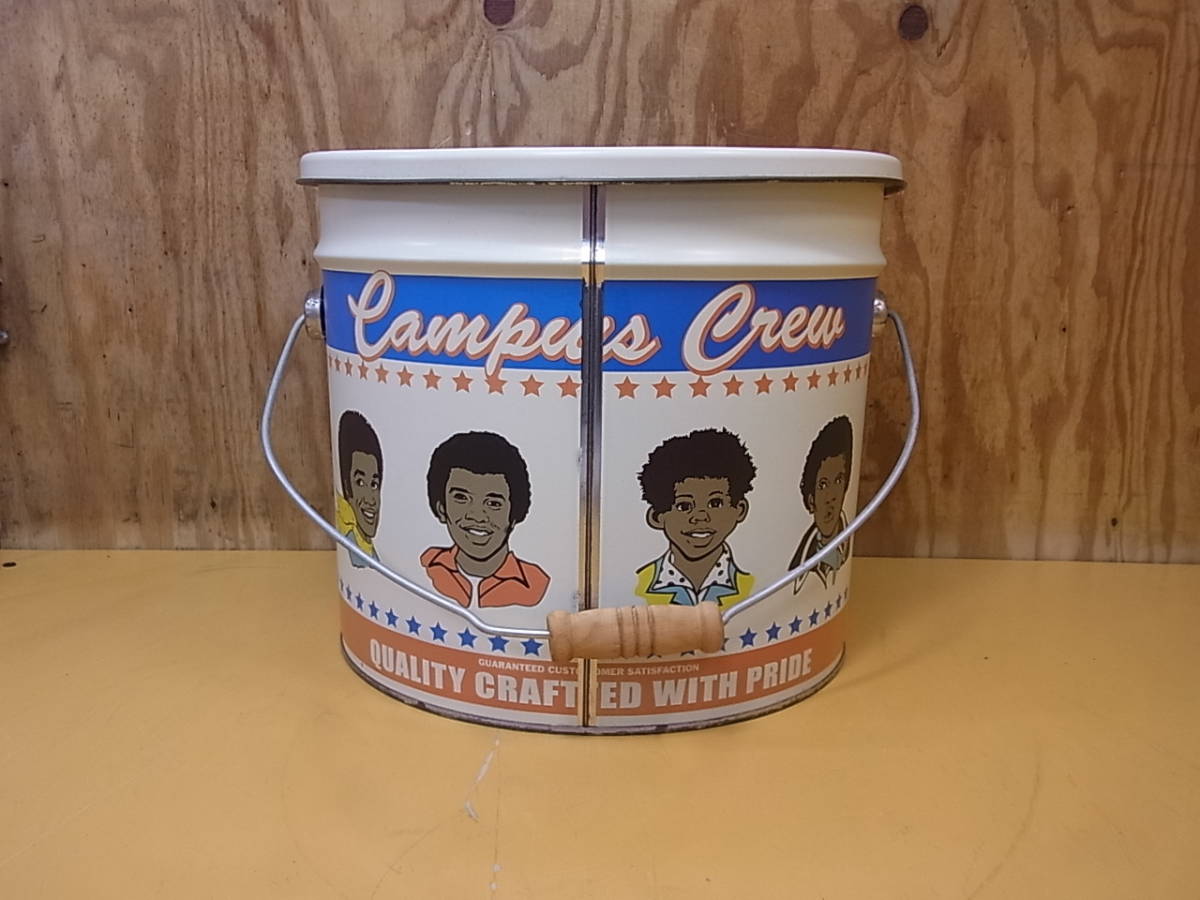 Campus Crew
GUARANTEED CUSTOMER SATISFACTION
QUALITY CRAFTED WITH PRIDE